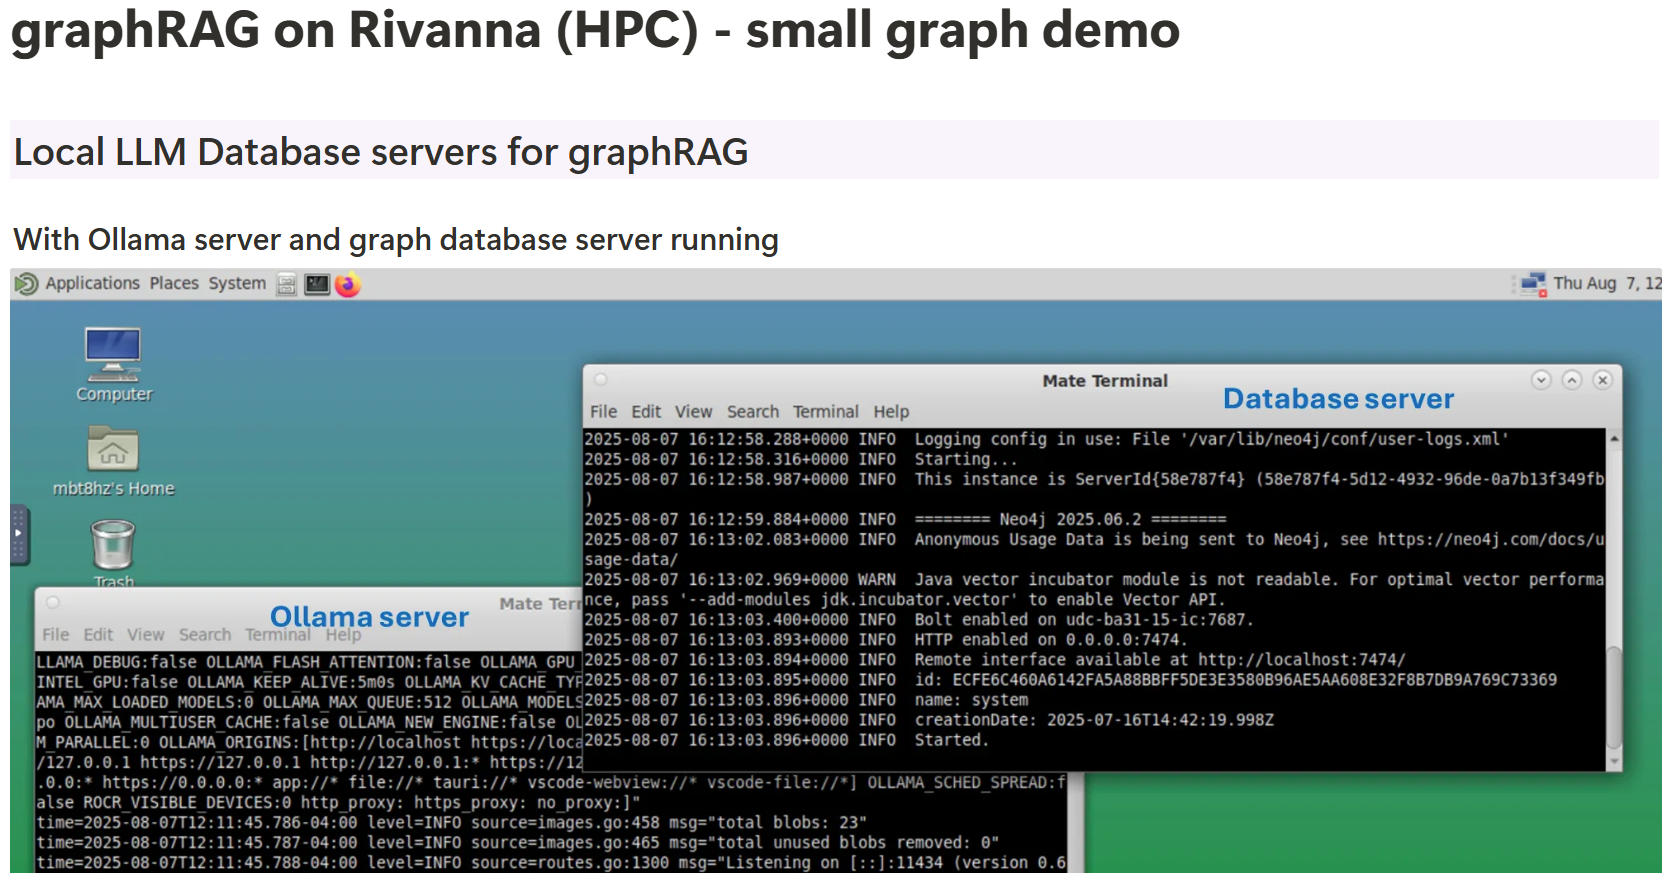 graphRAG on Rivanna (HPC) - small graph demo
Local LLM Database servers for graphRAG
With Ollama server and graph database server running
Applications Places System
Thu Aug 7, 12
Computer
mbt8hz's Home
Trash
Mate Terminal
Database server
File Edit View Search Terminal Help
2025-08-07 16:12:58.288+0000 INFO Logging config in use: File '/var/lib/neo4j/conf/user-logs.xml'
2025-08-07 16:12:58.316+0000 INFO Starting...
2025-08-07 16:12:58.987+0000 INFO This instance is ServerId{58e787f4} (58e787f4-5d12-4932-96de-0a7b13f349fb
)
2025-08-07 16:12:59.884+0000 INFO ======== Neo4j 2025.06.2 ========
2025-08-07 16:13:02.083+0000 INFO Anonymous Usage Data is being sent to Neo4j, see https://neo4j.com/docs/u
sage-data/
2025-08-07 16:13:02.969+0000 WARN Java vector incubator module is not readable. For optimal vector performa
nce, pass '--add-modules jdk.incubator.vector' to enable Vector API.
2025-08-07 16:13:03.400+0000 INFO Bolt enabled on udc-ba31-15-ic:7687.
2025-08-07 16:13:03.893+0000 INFO HTTP enabled on 0.0.0.0:7474.
2025-08-07 16:13:03.894+0000 INFO Remote interface available at http://localhost:7474/
2025-08-07 16:13:03.895+0000 INFO id: ECFE6C460A6142FA5A88BBFF5DE3E3580B96AE5AA608E32F8B7DB9A769C73369
2025-08-07 16:13:03.896+0000 INFO name: system
2025-08-07 16:13:03.896+0000 INFO creationDate: 2025-07-16T14:42:19.998Z
2025-08-07 16:13:03.896+0000 INFO Started.
Mate Ter
Ollama server
File Edit View Search Terminal Help
LLAMA_DEBUG:false OLLAMA_FLASH_ATTENTION:false OLLAMA_GPU_
INTEL_GPU:false OLLAMA_KEEP_ALIVE:5m0s OLLAMA_KV_CACHE_TYP
AMA_MAX_LOADED_MODELS:0 OLLAMA_MAX_QUEUE:512 OLLAMA_MODELS
po OLLAMA_MULTIUSER_CACHE:false OLLAMA_NEW_ENGINE:false OL
M_PARALLEL:0 OLLAMA_ORIGINS:[http://localhost https://loca
/127.0.0.1 https://127.0.0.1 http://127.0.0.1:* https://12
.0.0:* https://0.0.0.0:* app://* file://* tauri://* vscode-webview://* vscode-file://*] OLLAMA_SCHED_SPREAD:f
alse ROCR_VISIBLE_DEVICES:0 http_proxy: https_proxy: no_proxy:]"
time=2025-08-07T12:11:45.786-04:00 level=INFO source=images.go:458 msg="total blobs: 23"
time=2025-08-07T12:11:45.787-04:00 level=INFO source=images.go:465 msg="total unused blobs removed: 0"
time=2025-08-07T12:11:45.788-04:00 level=INFO source=routes.go:1300 msg="Listening on [::]:11434 (version 0.6